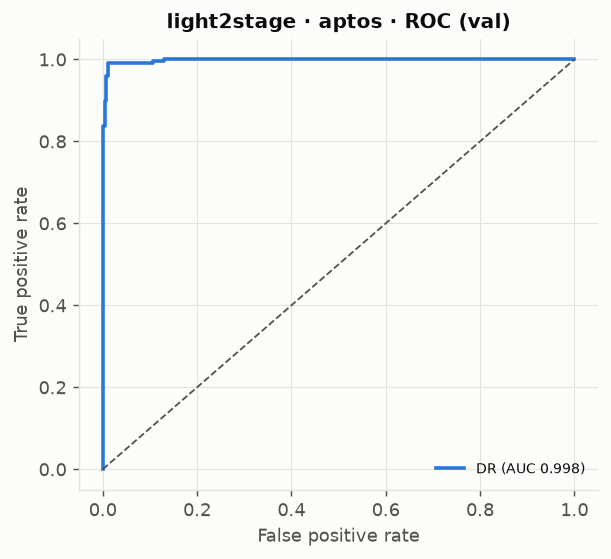 light2stage · aptos · ROC (val)
1.0
0.8
0.6
0.4
0.2
0.0
True positive rate
DR (AUC 0.998)
0.0 0.2 0.4 0.6 0.8 1.0
False positive rate